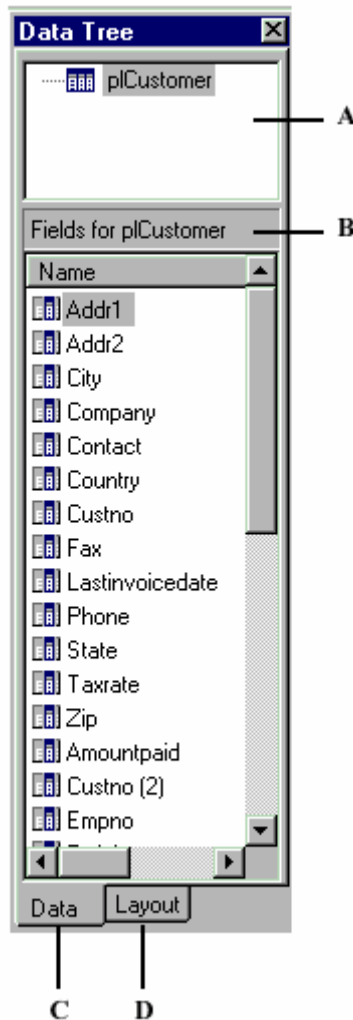 Data Tree
plCustomer
A
Fields for plCustomer
B
Name
Addr1
Addr2
City
Company
Contact
Country
Custno
Fax
Lastinvoicedate
Phone
State
Taxrate
Zip
Amountpaid
Custno (2)
Empno
Data Layout
C D